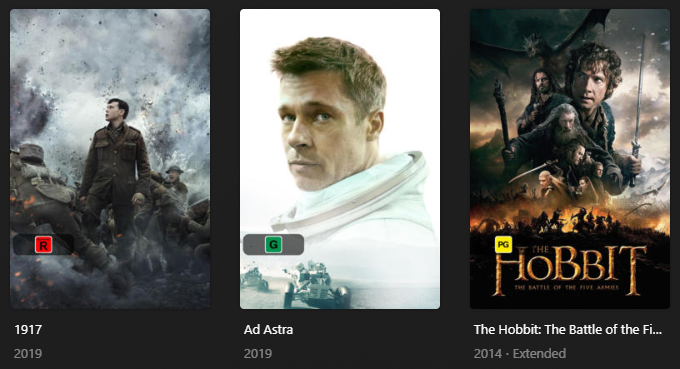 R
G
PG
THE
HOBBIT
THE BATTLE OF THE FIVE ARMIES
1917
2019
Ad Astra
2019
The Hobbit: The Battle of the Fi...
2014 · Extended